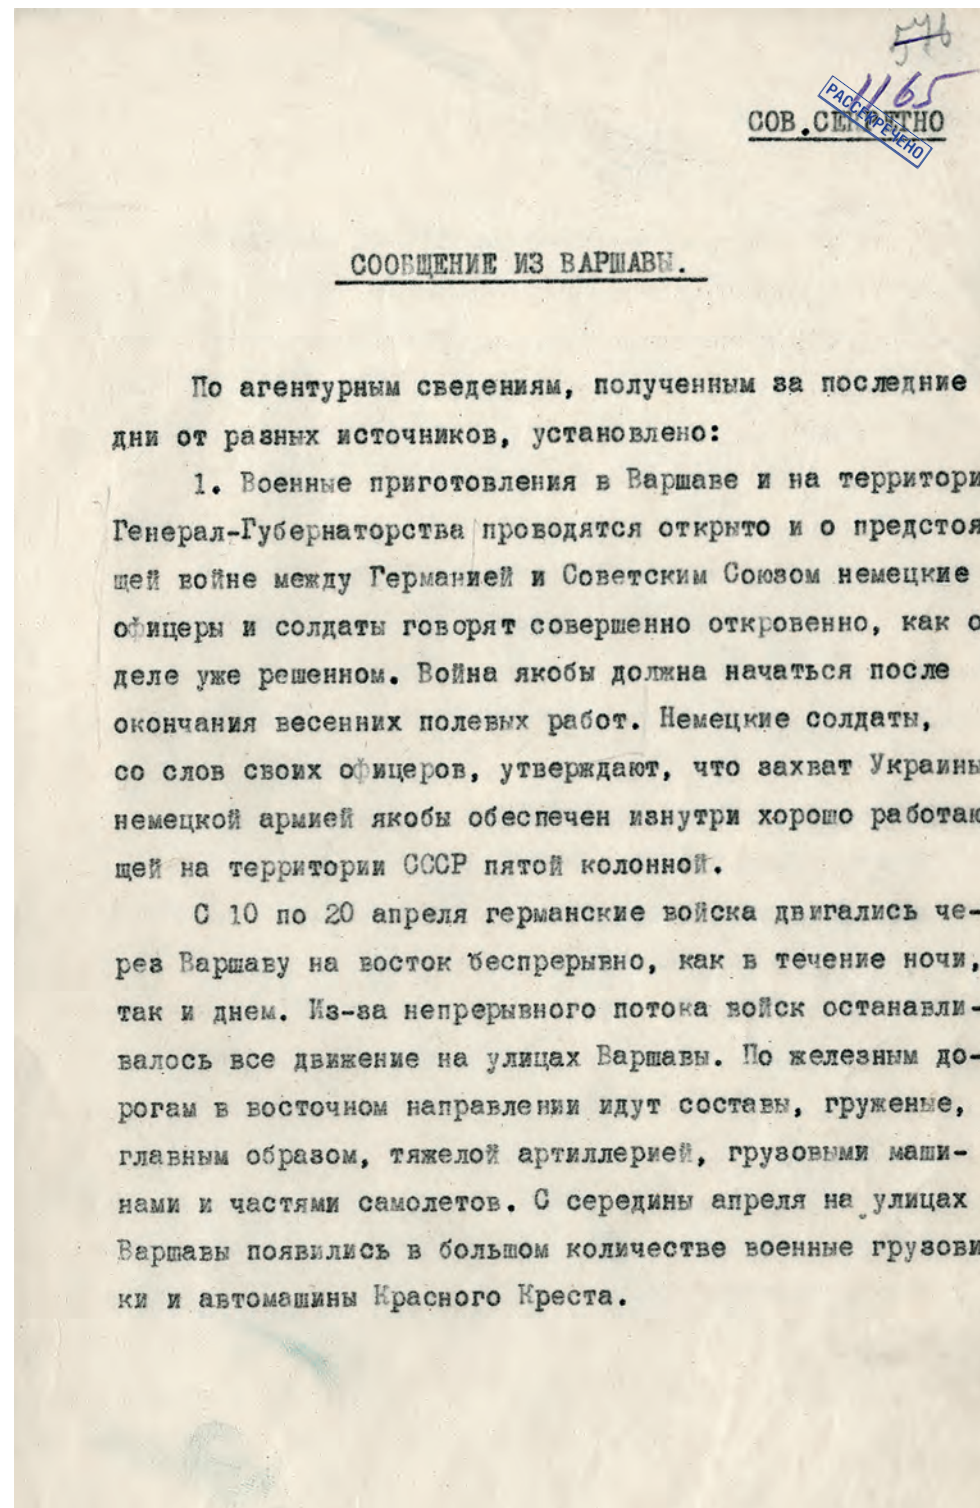 576
1165
СОВ.СЕКРЕТНО
РАССЕКРЕЧЕНО
СООБЩЕНИЕ ИЗ ВАРШАВЫ.
По агентурным сведениям, полученным за последние
дни от разных источников, установлено:
1. Военные приготовления в Варшаве и на территори
Генерал-Губернаторства проводятся открыто и о предстоя
щей войне между Германией и Советским Союзом немецкие
офицеры и солдаты говорят совершенно откровенно, как о
деле уже решенном. Война якобы должна начаться после
окончания весенних полевых работ. Немецкие солдаты,
со слов своих офицеров, утверждают, что захват Украины
немецкой армией якобы обеспечен изнутри хорошо работаю
щей на территории СССР пятой колонной.
С 10 по 20 апреля германские войска двигались че-
рез Варшаву на восток беспрерывно, как в течение ночи,
так и днем. Из-за непрерывного потока войск останавли-
валось все движение на улицах Варшавы. По железным до-
рогам в восточном направлении идут составы, груженые,
главным образом, тяжелой артиллерией, грузовыми маши-
нами и частями самолетов. С середины апреля на улицах
Варшавы появились в большом количестве военные грузови
ки и автомашины Красного Креста.